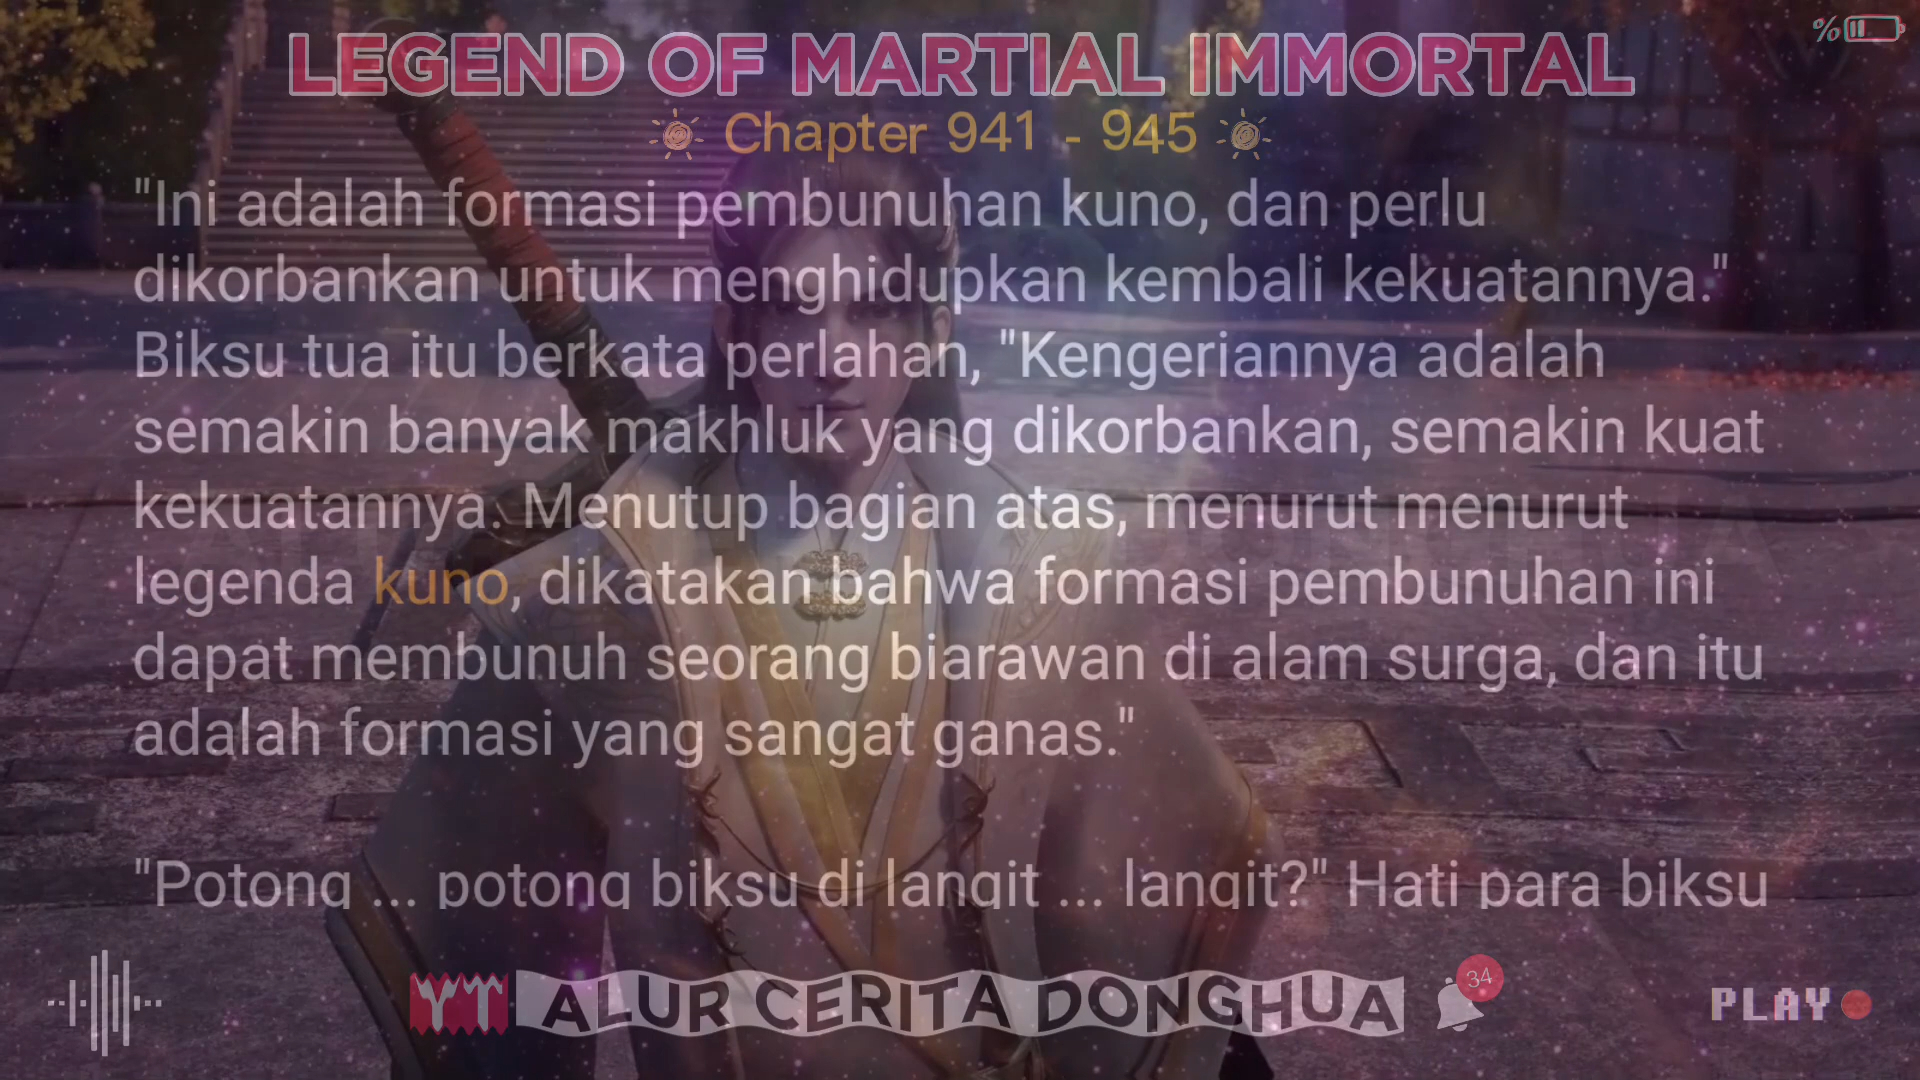 %
LEGEND OF MARTIAL IMMORTAL
Chapter 941 - 945
"Ini adalah formasi pembunuhan kuno, dan perlu
dikorbankan untuk menghidupkan kembali kekuatannya."
Biksu tua itu berkata perlahan, "Kengeriannya adalah
semakin banyak makhluk yang dikorbankan, semakin kuat
kekuatannya. Menutup bagian atas, menurut menurut
legenda kuno, dikatakan bahwa formasi pembunuhan ini
dapat membunuh seorang biarawan di alam surga, dan itu
adalah formasi yang sangat ganas."
"Potong ... potong biksu di langit ... langit?" Hati para biksu
YT ALUR CERITA DONGHUA
34
PLAY